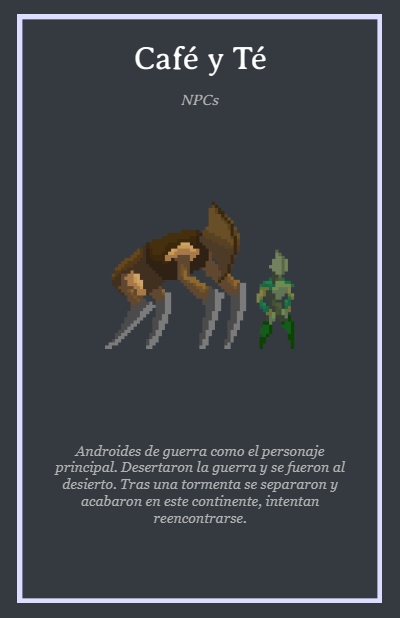 Café y Té
NPCs
Androides de guerra como el personaje
principal. Desertaron la guerra y se fueron al
desierto. Tras una tormenta se separaron y
acabaron en este continente, intentan
reencontrarse.